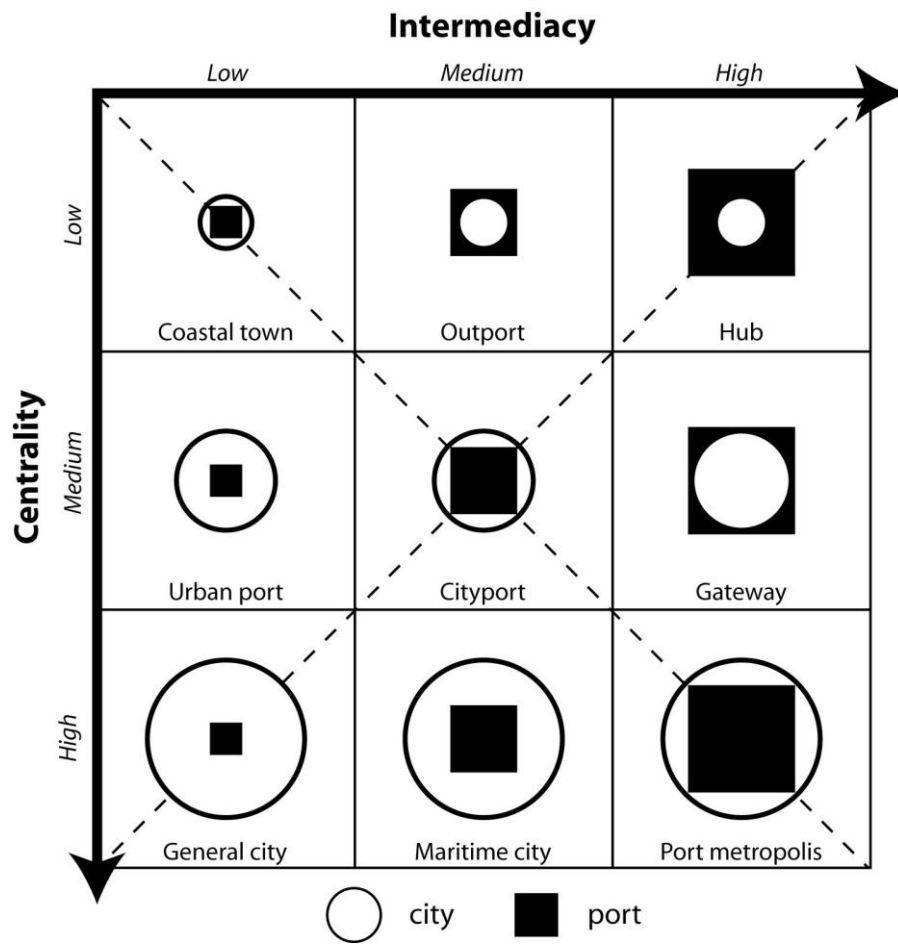 Intermediacy
Low Medium High
Centrality
Low
Coastal town Outport Hub
Medium
Urban port Cityport Gateway
High
General city Maritime city Port metropolis
city port